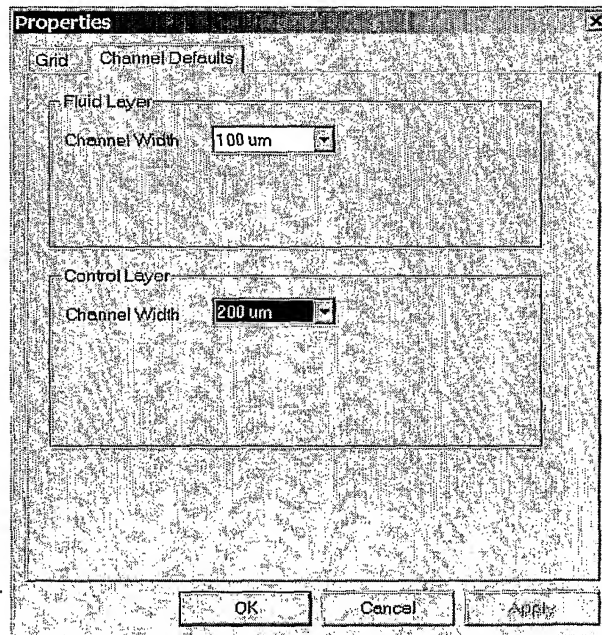 Properties
Grid Channel Defaults
Fluid Layer
Channel Width 100 um
Control Layer
Channel Width 200 um
OK Cancel Apply